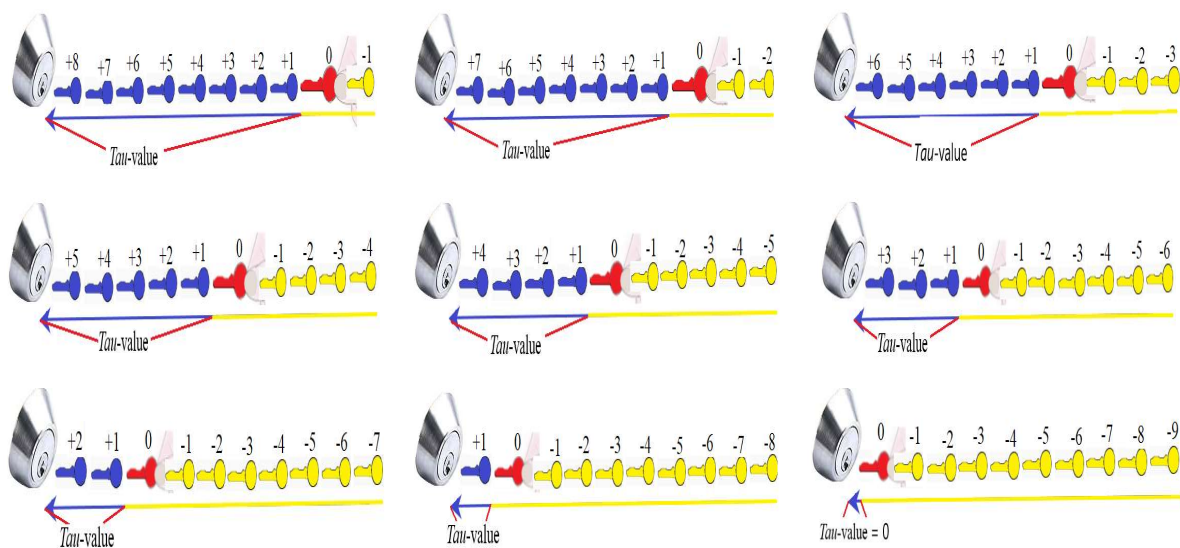 +8 +7 +6 +5 +4 +3 +2 +1 0 -1
Tau-value
+7 +6 +5 +4 +3 +2 +1 0 -1 -2
Tau-value
+6 +5 +4 +3 +2 +1 0 -1 -2 -3
Tau-value
+5 +4 +3 +2 +1 0 -1 -2 -3 -4
Tau-value
+4 +3 +2 +1 0 -1 -2 -3 -4 -5
Tau-value
+3 +2 +1 0 -1 -2 -3 -4 -5 -6
Tau-value
+2 +1 0 -1 -2 -3 -4 -5 -6 -7
Tau-value
+1 0 -1 -2 -3 -4 -5 -6 -7 -8
Tau-value
0 -1 -2 -3 -4 -5 -6 -7 -8 -9
Tau-value = 0